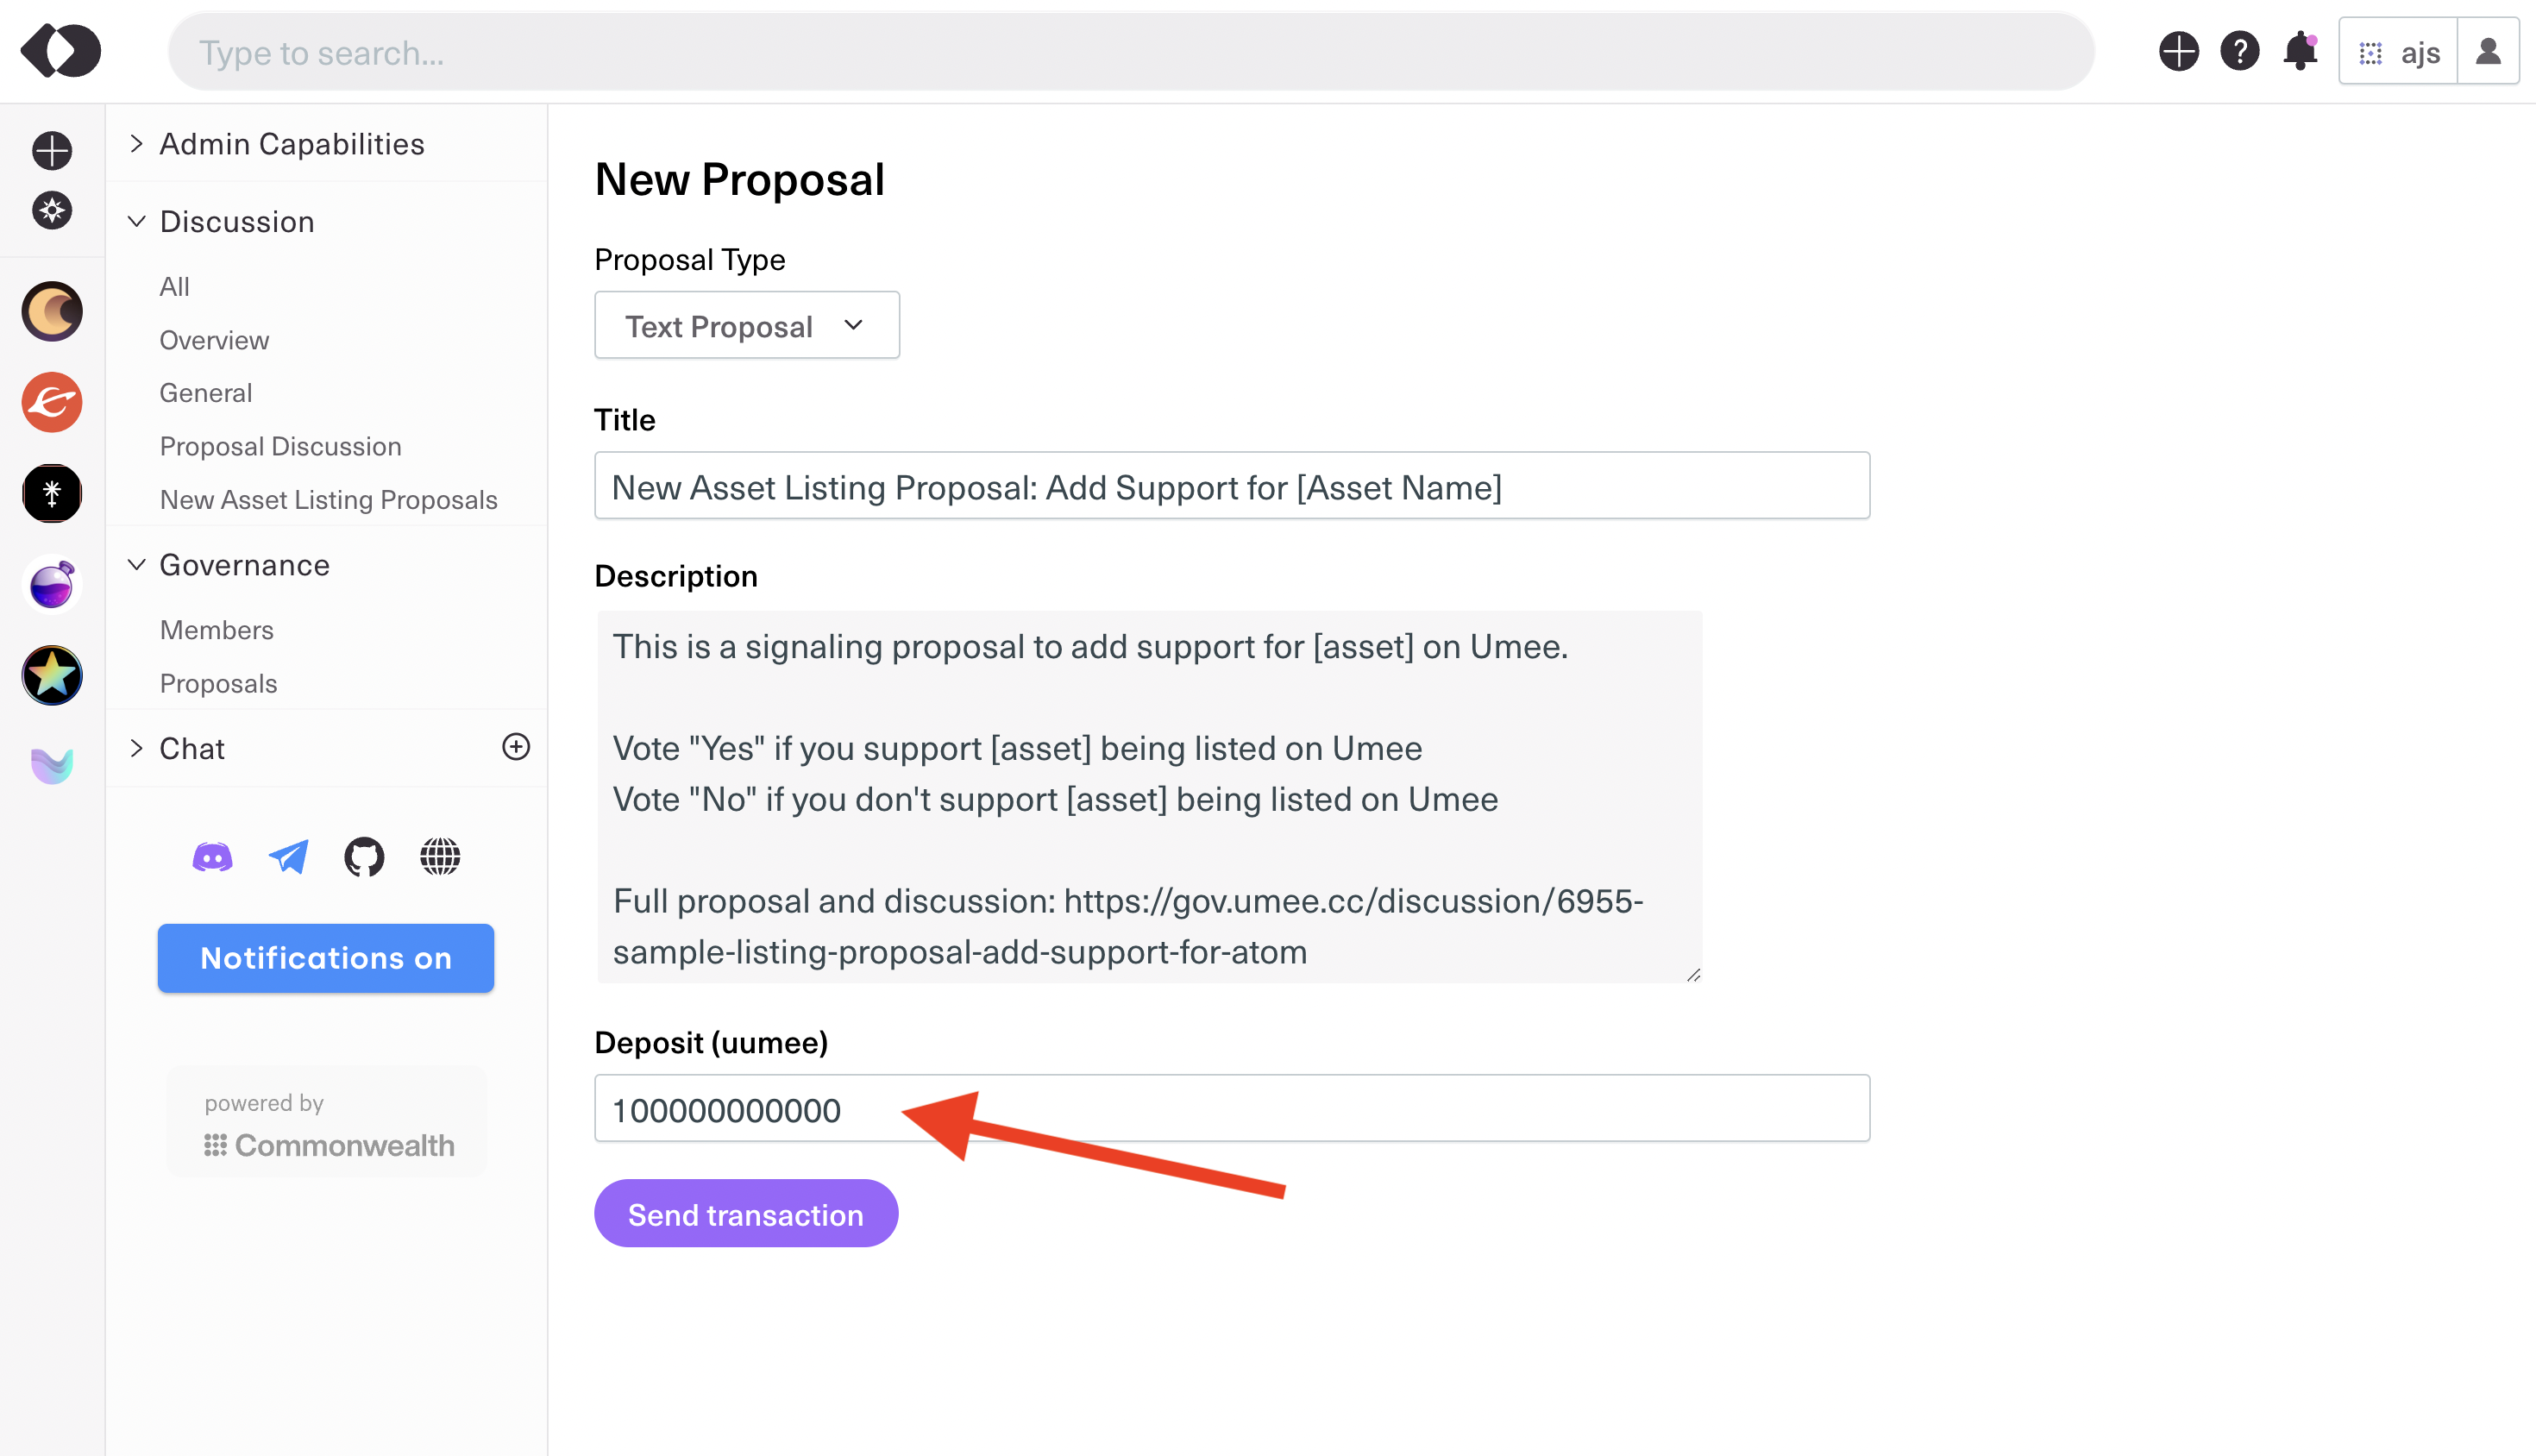 Type to search...
ajs
Admin Capabilities
Discussion
All
Overview
General
Proposal Discussion
New Asset Listing Proposals
Governance
Members
Proposals
Chat
Notifications on
powered by
Commonwealth
New Proposal
Proposal Type
Text Proposal
Title
New Asset Listing Proposal: Add Support for [Asset Name]
Description
This is a signaling proposal to add support for [asset] on Umee.
Vote "Yes" if you support [asset] being listed on Umee
Vote "No" if you don't support [asset] being listed on Umee
Full proposal and discussion: https://gov.umee.cc/discussion/6955-
sample-listing-proposal-add-support-for-atom
Deposit (uumee)
100000000000
Send transaction